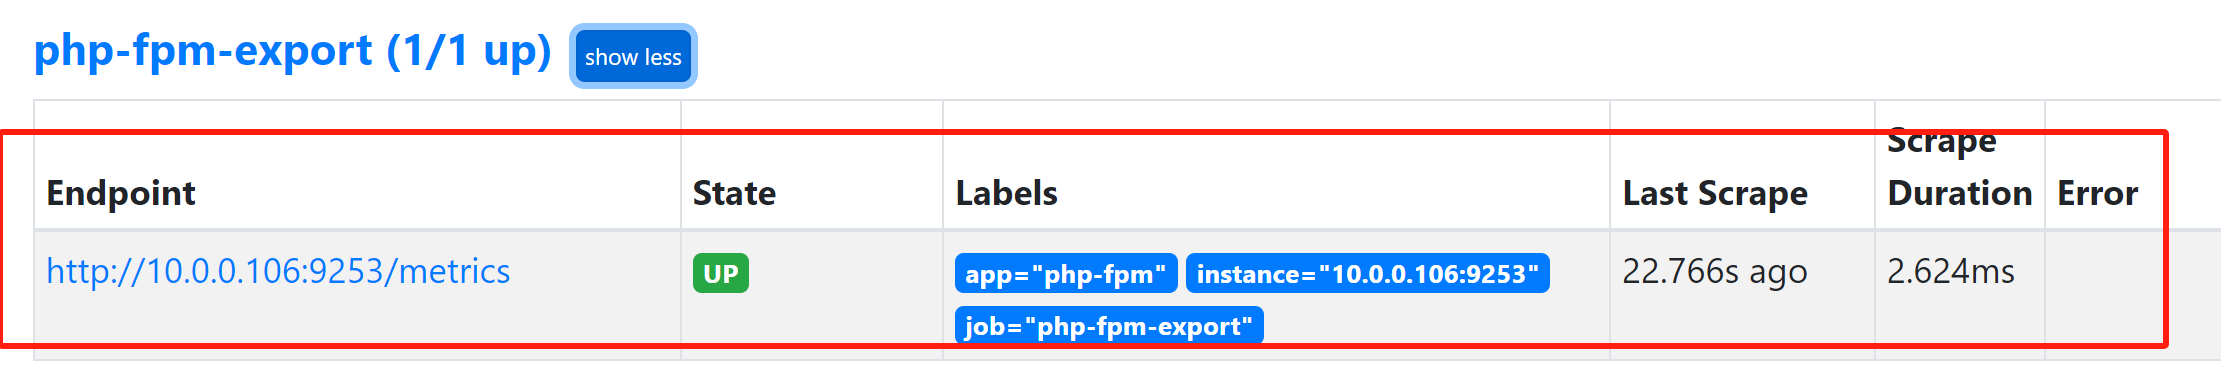 php-fpm-export (1/1 up) show less
Endpoint State Labels Last Scrape Scrape Duration Error
http://10.0.0.106:9253/metrics UP app="php-fpm" instance="10.0.0.106:9253" 22.766s ago 2.624ms
job="php-fpm-export"